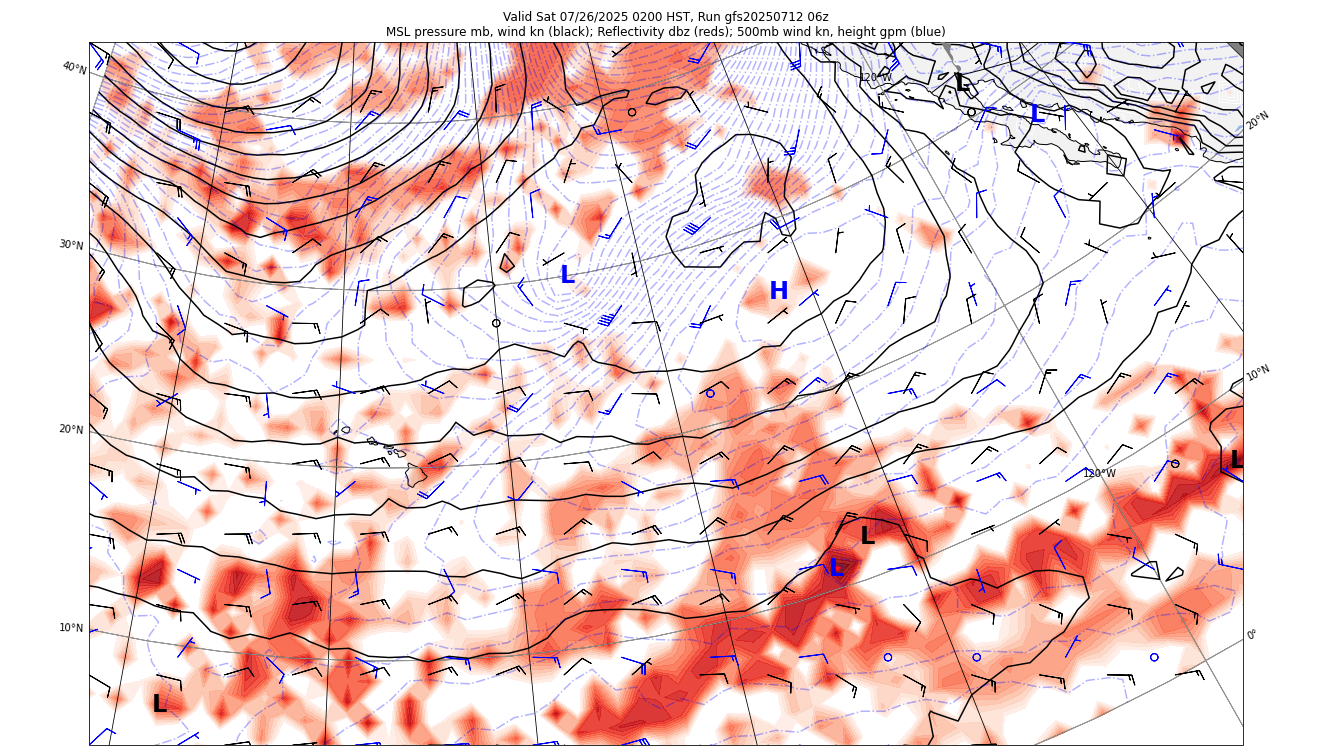 Valid Sat 07/26/2025 0200 HST, Run gfs20250712 06z
MSL pressure mb, wind kn (black); Reflectivity dbz (reds); 500mb wind kn, height gpm (blue)
40°N
120°W
L
L
20°N
30°N
L
H
10°N
20°N
120°W
L
L
L
10°N
0°
L